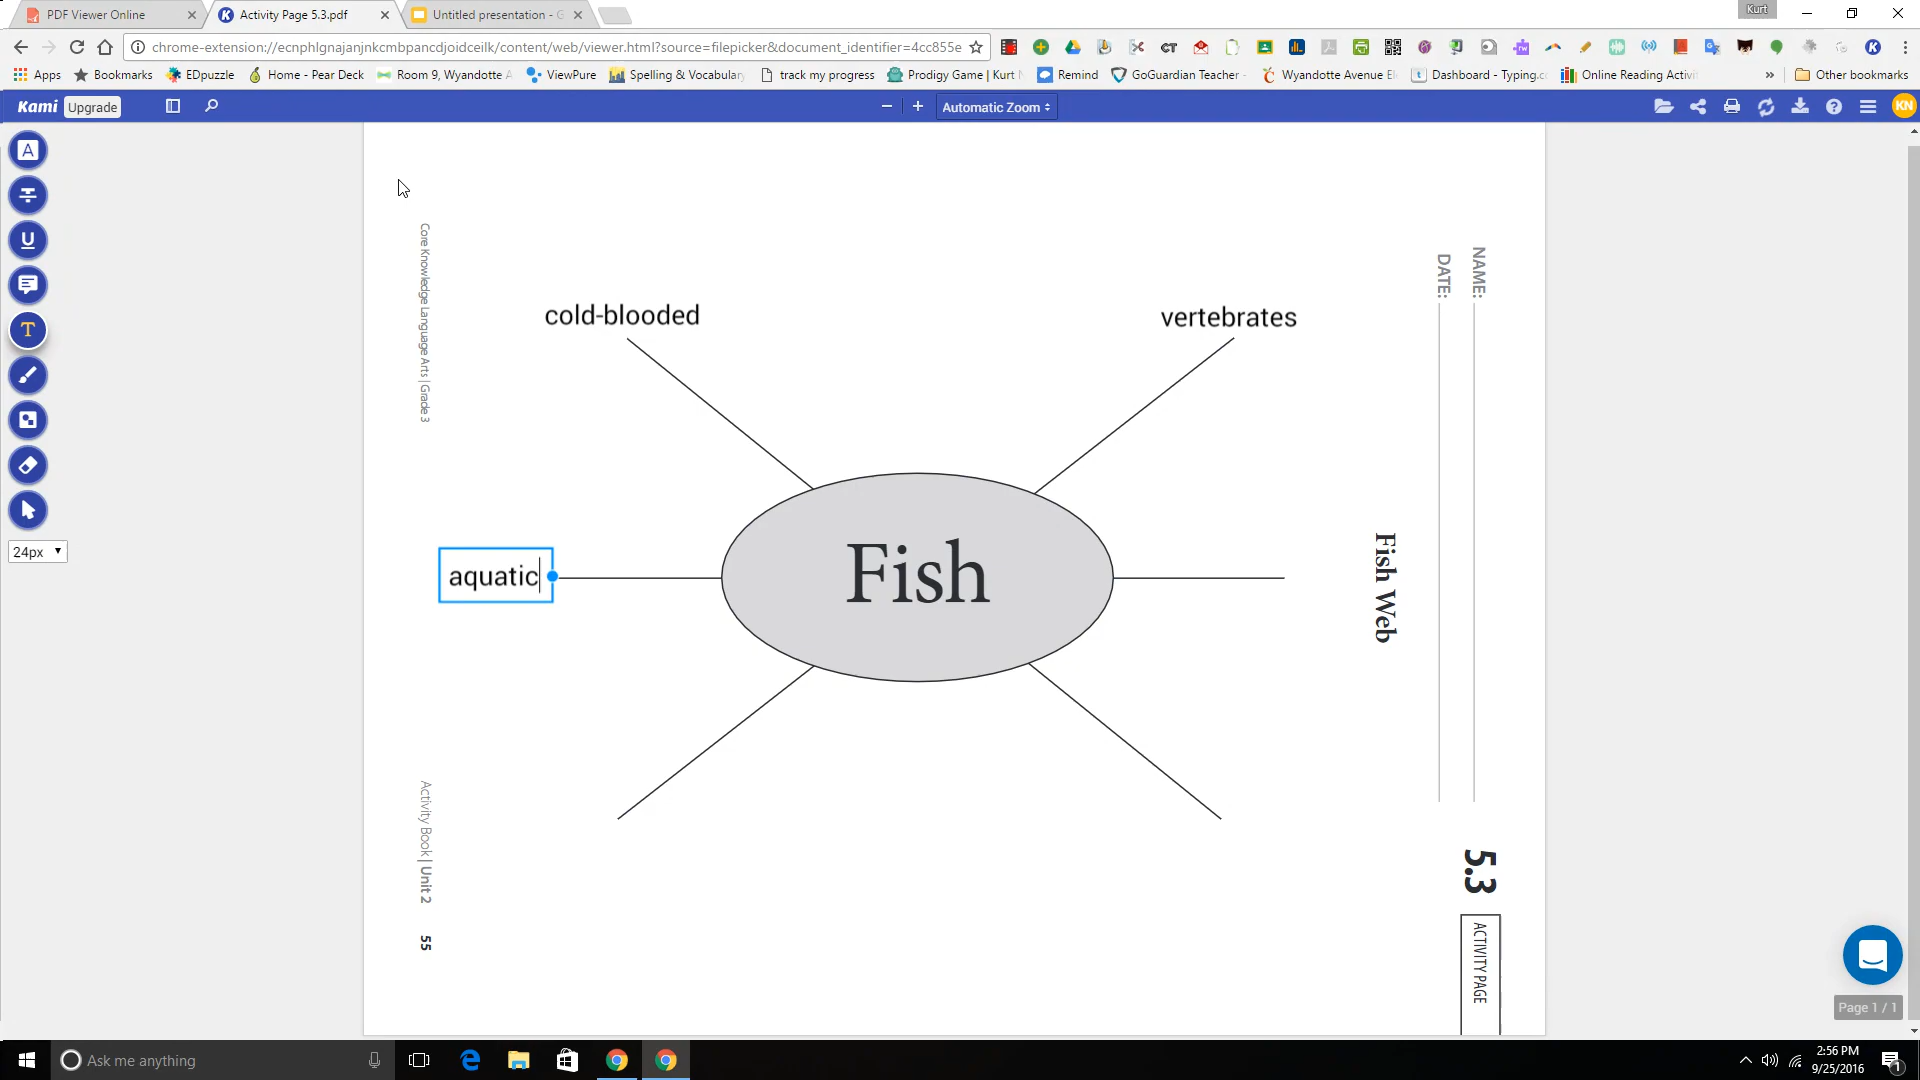 Kurt
PDF Viewer Online
Activity Page 5.3.pdf
Untitled presentation - G
chrome-extension://ecnphlgnajanjnkcmbpancdjoidceilk/content/web/viewer.html?source=filepicker&document_identifier=4cc855e
Apps
Bookmarks
EDpuzzle
Home - Pear Deck
Room 9, Wyandotte A
ViewPure
Spelling & Vocabular
track my progress
Prodigy Game | Kurt
Remind
GoGuardian Teacher -
Wyandotte Avenue El
Dashboard - Typing.c
Online Reading Activi
»
Other bookmarks
Kami
Upgrade
Automatic Zoom
KN
A
U
T
24px
Core Knowledge Language Arts | Grade 3
NAME:
DATE:
cold-blooded
vertebrates
aquatic
Fish
Fish Web
Activity Book | Unit 2
55
5.3
ACTIVITY PAGE
Page 1 / 1
Ask me anything
2:56 PM
9/25/2016
1